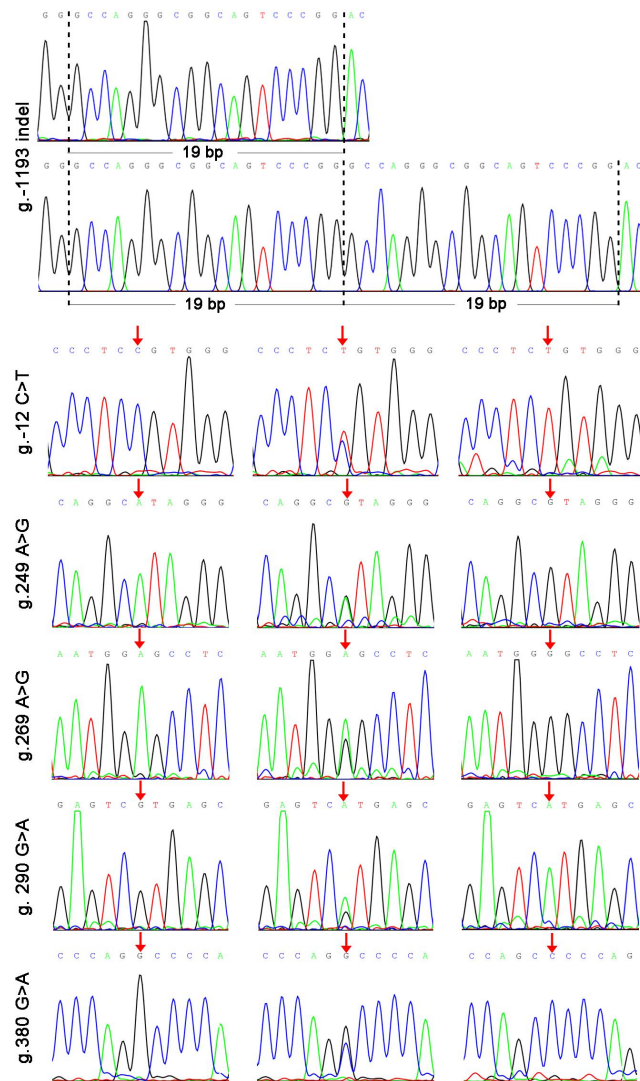 g.-1193 indel
G G G C C A G G G C G G C A G T C C C G G A C
19 bp
G G G C C A G G G C G G C A G T C C C G G G C C A G G G C G G C A G T C C C G G A C
19 bp 19 bp
g.-12 C>T
C C C T C C G T G G G C C C T C T G T G G G C C C T C T G T G G G
g.249 A>G
C A G G C A T A G G G C A G G C G T A G G G C A G G C G T A G G G
g.269 A>G
A A T G G A G C C T C A A T G G A G C C T C A A T G G G G C C T C
g. 290 G>A
G A G T C G T G A G C G A G T C A T G A G C G A G T C A T G A G C
g.380 G>A
C C C A G G C C C C A C C C A G G C C C C A C C A G C C C C C A G